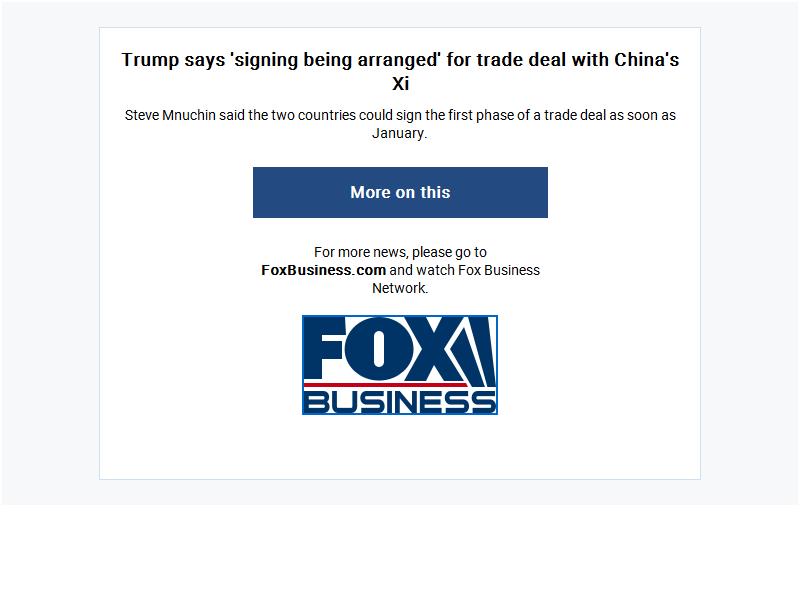 Trump says 'signing being arranged' for trade deal with China's
Xi
Steve Mnuchin said the two countries could sign the first phase of a trade deal as soon as
January.
More on this
For more news, please go to
FoxBusiness.com and watch Fox Business
Network.
FOX
BUSINESS